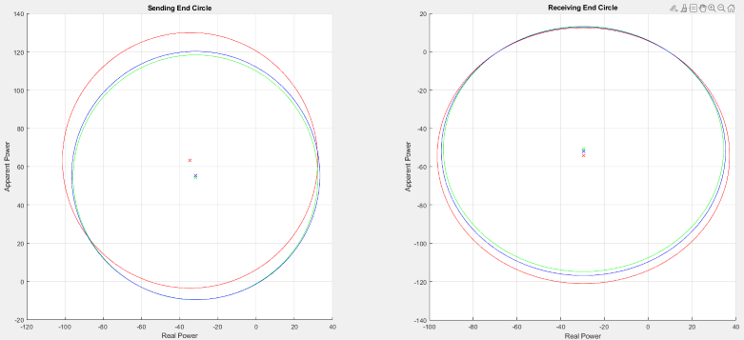 Sending End Circle
140
120
100
80
60
40
20
0
-20
Apparent Power
-120 -100 -80 -60 -40 -20 0 20 40
Real Power
Receiving End Circle
20
0
-20
-40
-60
-80
-100
-120
-140
Apparent Power
-100 -80 -60 -40 -20 0 20 40
Real Power